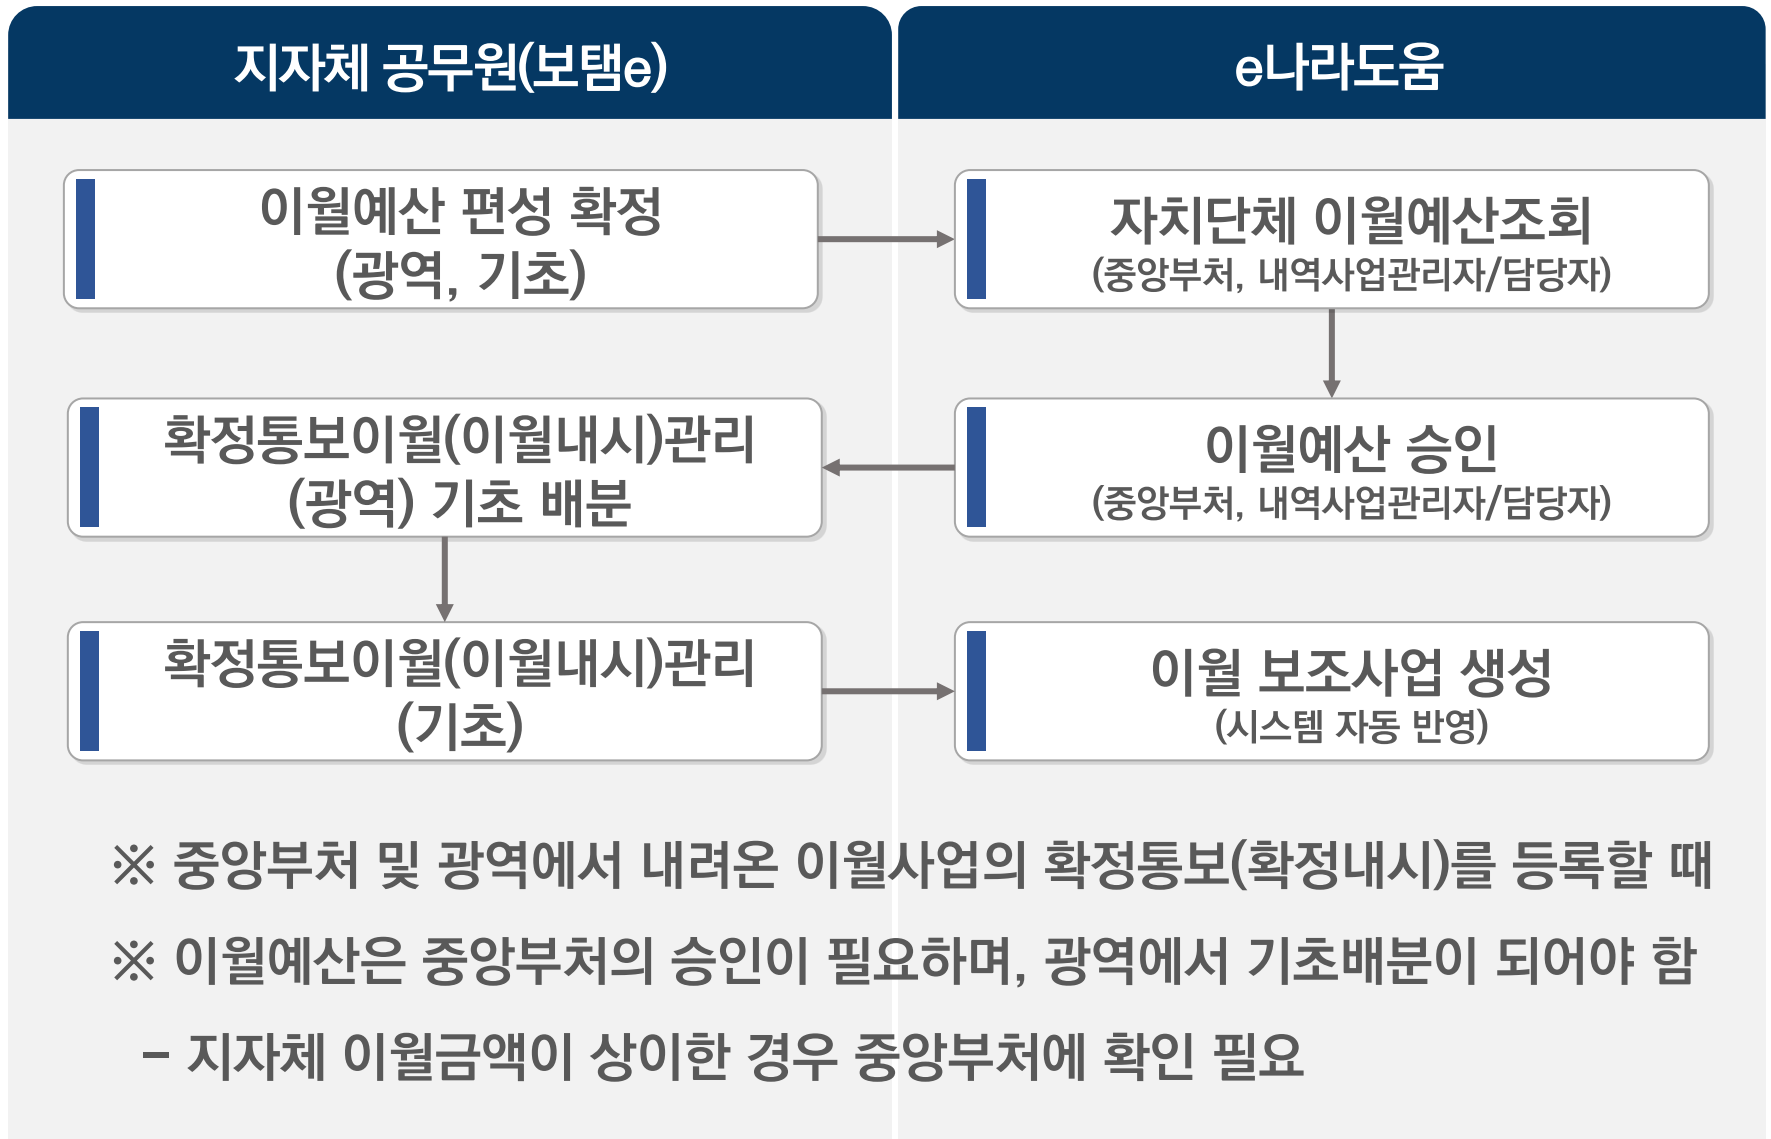 지자체 공무원(보탬e)
e나라도움
이월예산 편성 확정
(광역, 기초)
자치단체 이월예산조회
(중앙부처, 내역사업관리자/담당자)
이월예산 승인
(중앙부처, 내역사업관리자/담당자)
확정통보이월(이월내시)관리
(광역) 기초 배분
확정통보이월(이월내시)관리
(기초)
이월 보조사업 생성
(시스템 자동 반영)
※ 중앙부처 및 광역에서 내려온 이월사업의 확정통보(확정내시)를 등록할 때
※ 이월예산은 중앙부처의 승인이 필요하며, 광역에서 기초배분이 되어야 함
- 지자체 이월금액이 상이한 경우 중앙부처에 확인 필요